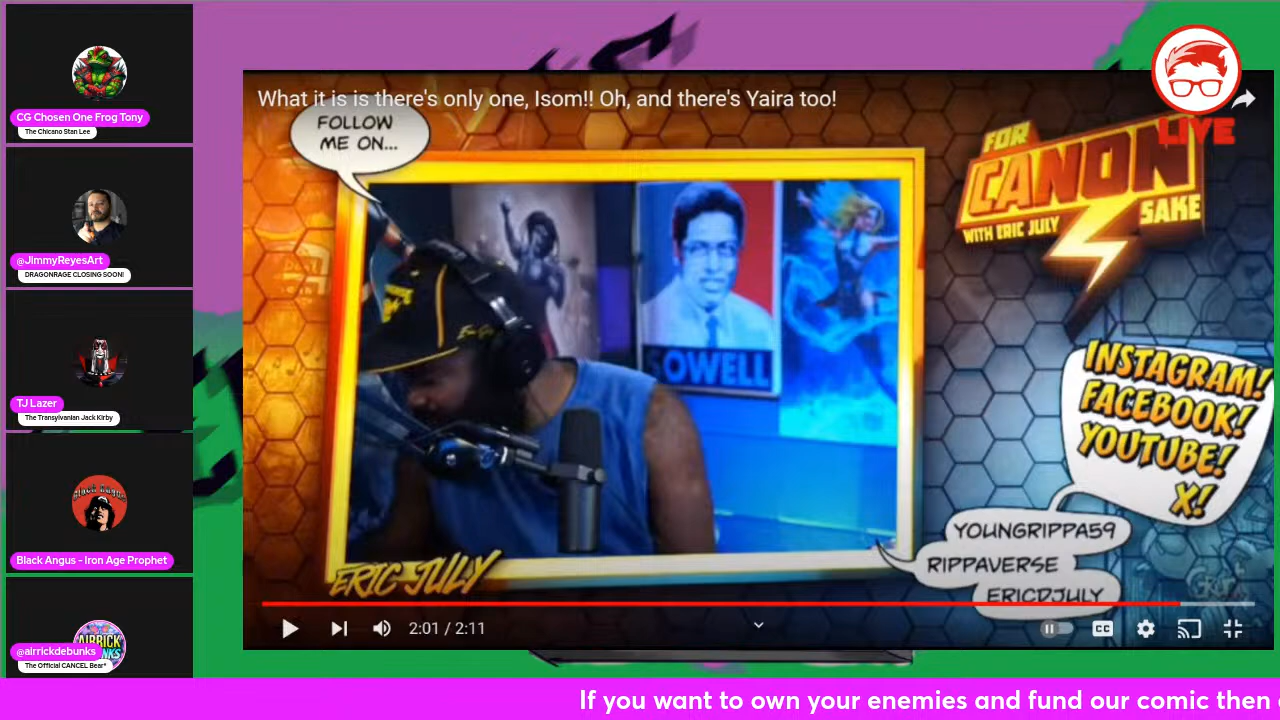 CG Chosen One Frog Tony
The Chicano Stan Lee
@JimmyReyesArt
DRAGONRAGE CLOSING SOON!
TJ Lazer
The Transylvanian Jack Kirby
Black Angus - Iron Age Prophet
@airrickdebunks
The Official CANCEL Bear*
What it is is there's only one, Isom!! Oh, and there's Yaira too!
LIVE
FOLLOW
ME ON...
FOR
CANON
SAKE
WITH ERIC JULY
SOWELL
INSTAGRAM!
FACEBOOK!
YOUTUBE!
X!
YOUNGRIPPA59
RIPPAVERSE
ERICDJULY
ERIC JULY
2:01 / 2:11
CC
If you want to own your enemies and fund our comic then